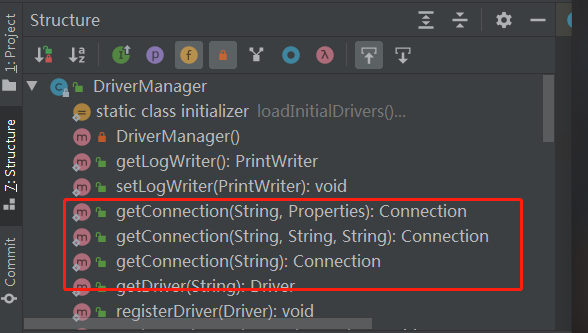 Structure
1: Project
DriverManager
static class initializer loadInitialDrivers()...
DriverManager()
getLogWriter(): PrintWriter
setLogWriter(PrintWriter): void
7: Structure
getConnection(String, Properties): Connection
getConnection(String, String, String): Connection
getConnection(String): Connection
getDriver(String): Driver
Commit
registerDriver(Driver): void